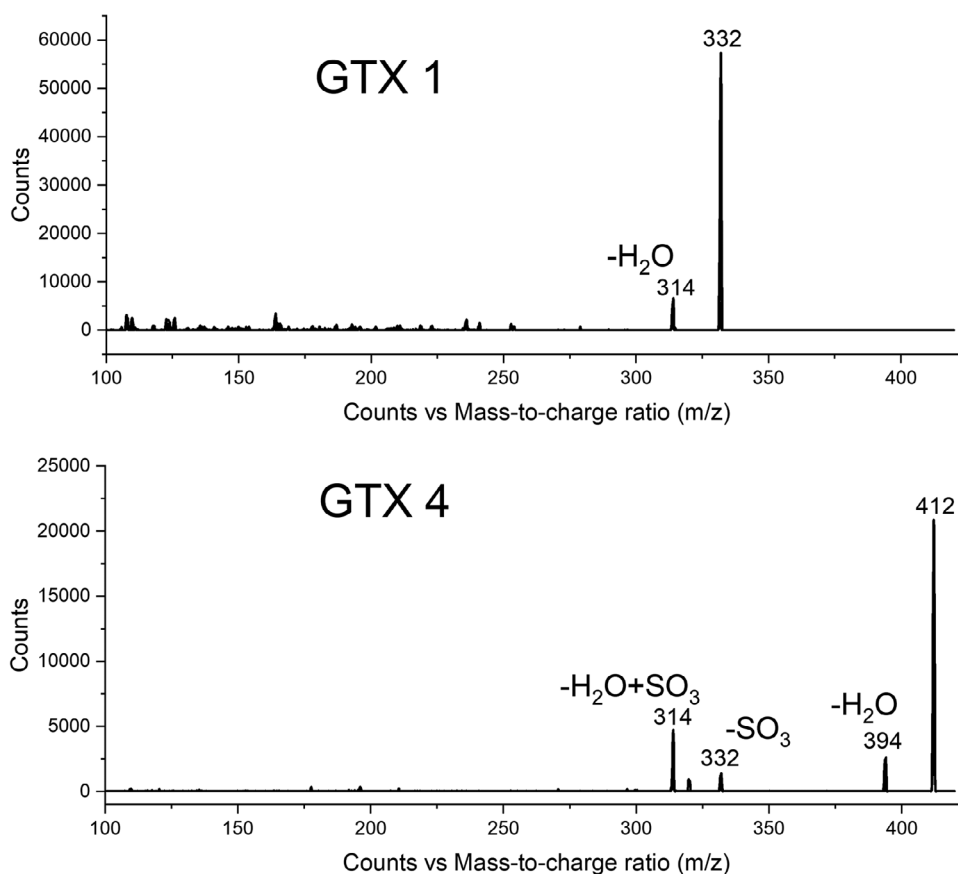 60000
50000
40000
30000
20000
10000
0
Counts
GTX 1
332
-H₂O
314
100 150 200 250 300 350 400
Counts vs Mass-to-charge ratio (m/z)
25000
20000
15000
10000
5000
0
Counts
GTX 4
412
-H₂O+SO₃
314
-SO₃
332
-H₂O
394
100 150 200 250 300 350 400
Counts vs Mass-to-charge ratio (m/z)